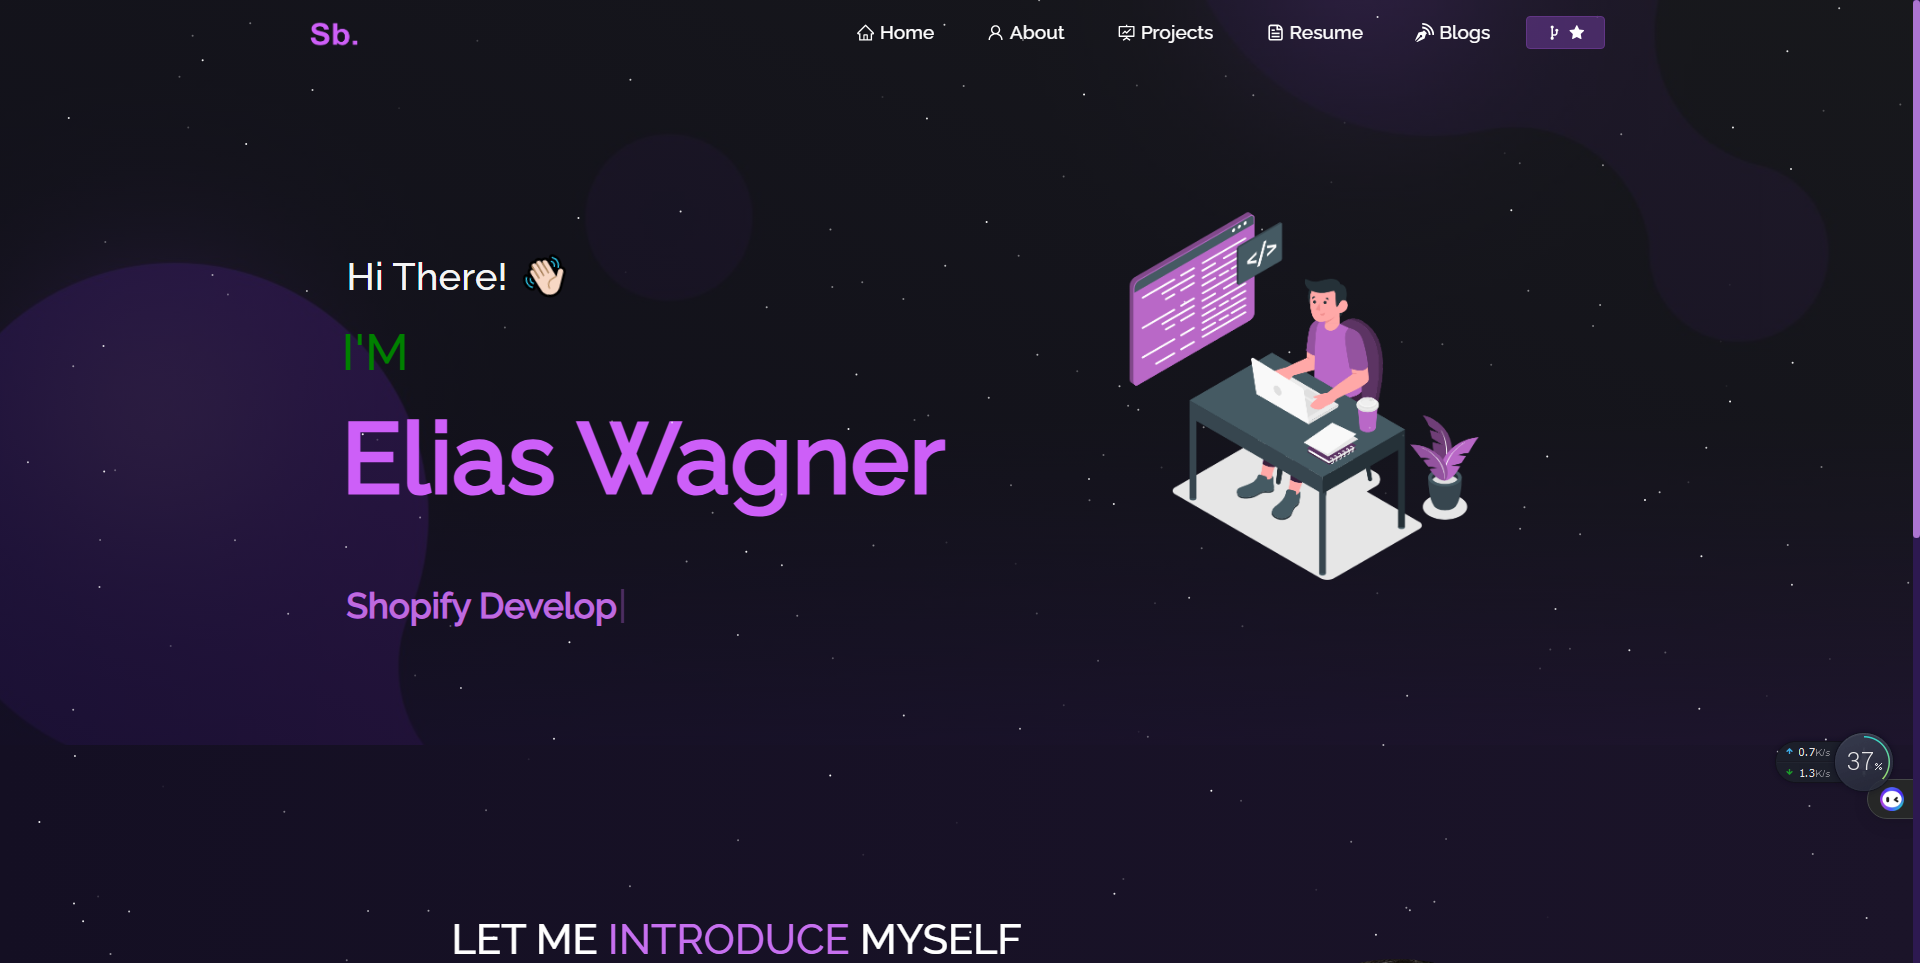 Sb.
Home
About
Projects
Resume
Blogs
Hi There! 👋🏻
I'M
Elias Wagner
Shopify Develop|
</>
0.7K/s
1.3K/s
37%
LET ME INTRODUCE MYSELF